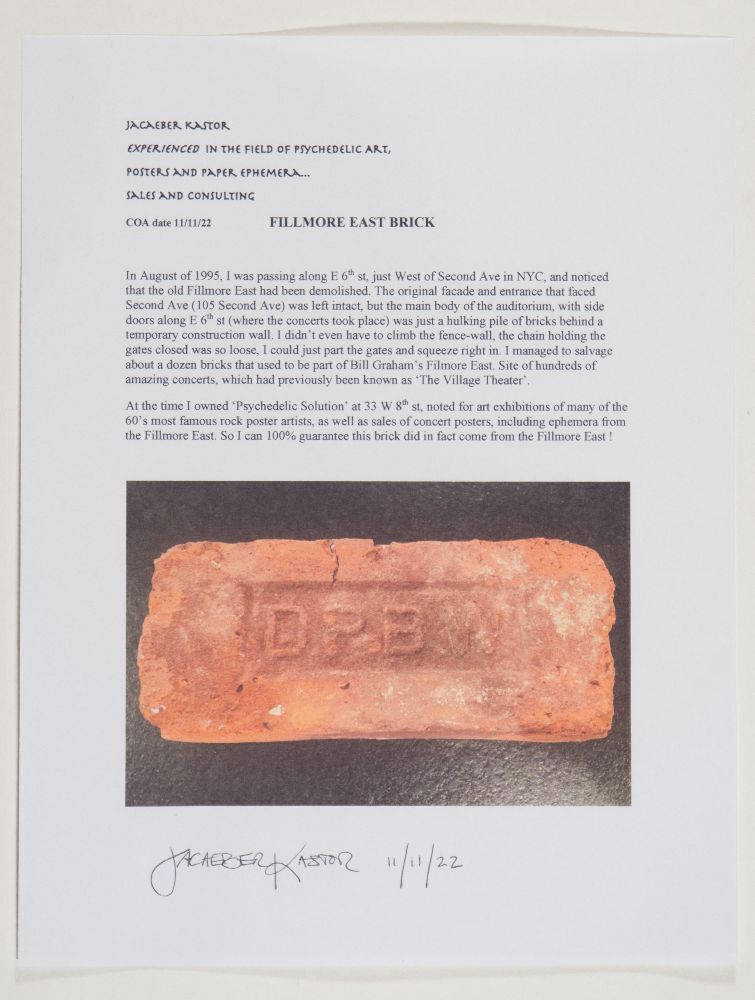 JACAEBER KASTOR
EXPERIENCED IN THE FIELD OF PSYCHEDELIC ART,
POSTERS AND PAPER EPHEMERA...
SALES AND CONSULTING
COA date 11/11/22 FILLMORE EAST BRICK
In August of 1995, I was passing along E 6th st, just West of Second Ave in NYC, and noticed
that the old Fillmore East had been demolished. The original facade and entrance that faced
Second Ave (105 Second Ave) was left intact, but the main body of the auditorium, with side
doors along E 6th st (where the concerts took place) was just a hulking pile of bricks behind a
temporary construction wall. I didn't even have to climb the fence-wall, the chain holding the
gates closed was so loose, I could just part the gates and squeeze right in. I managed to salvage
about a dozen bricks that used to be part of Bill Graham's Filmore East. Site of hundreds of
amazing concerts, which had previously been known as 'The Village Theater'.
At the time I owned 'Psychedelic Solution' at 33 W 8th st, noted for art exhibitions of many of the
60's most famous rock poster artists, as well as sales of concert posters, including ephemera from
the Fillmore East. So I can 100% guarantee this brick did in fact come from the Fillmore East !
D.P.B.W
JACAEBER KASTOR 11/11/22